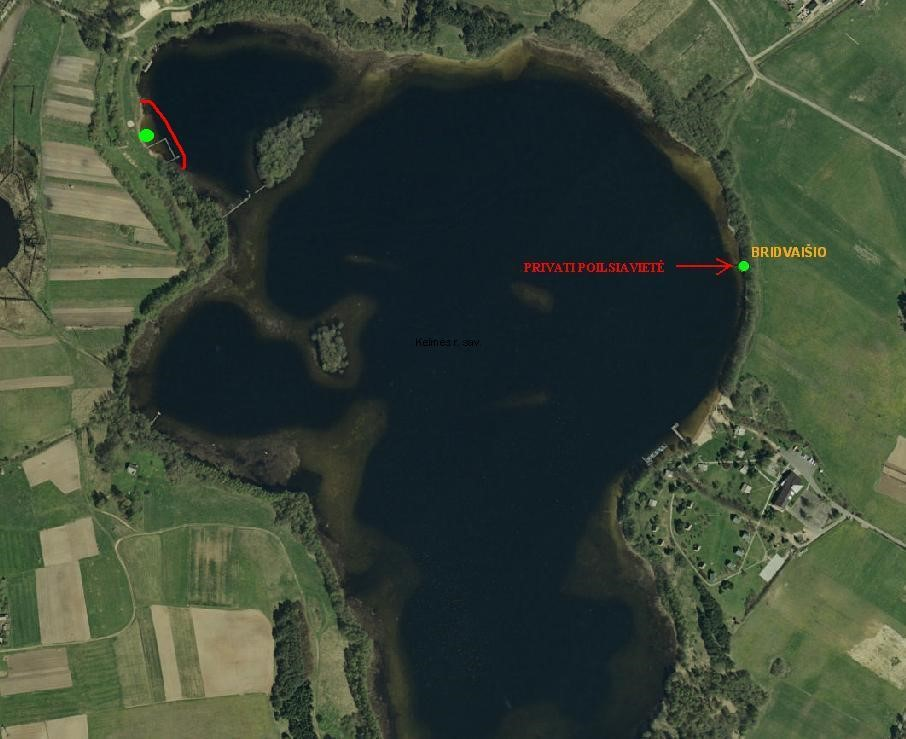 BRIDVAIŠIO
PRIVATI POILSIAVIETĖ
Kelmės r. sav.